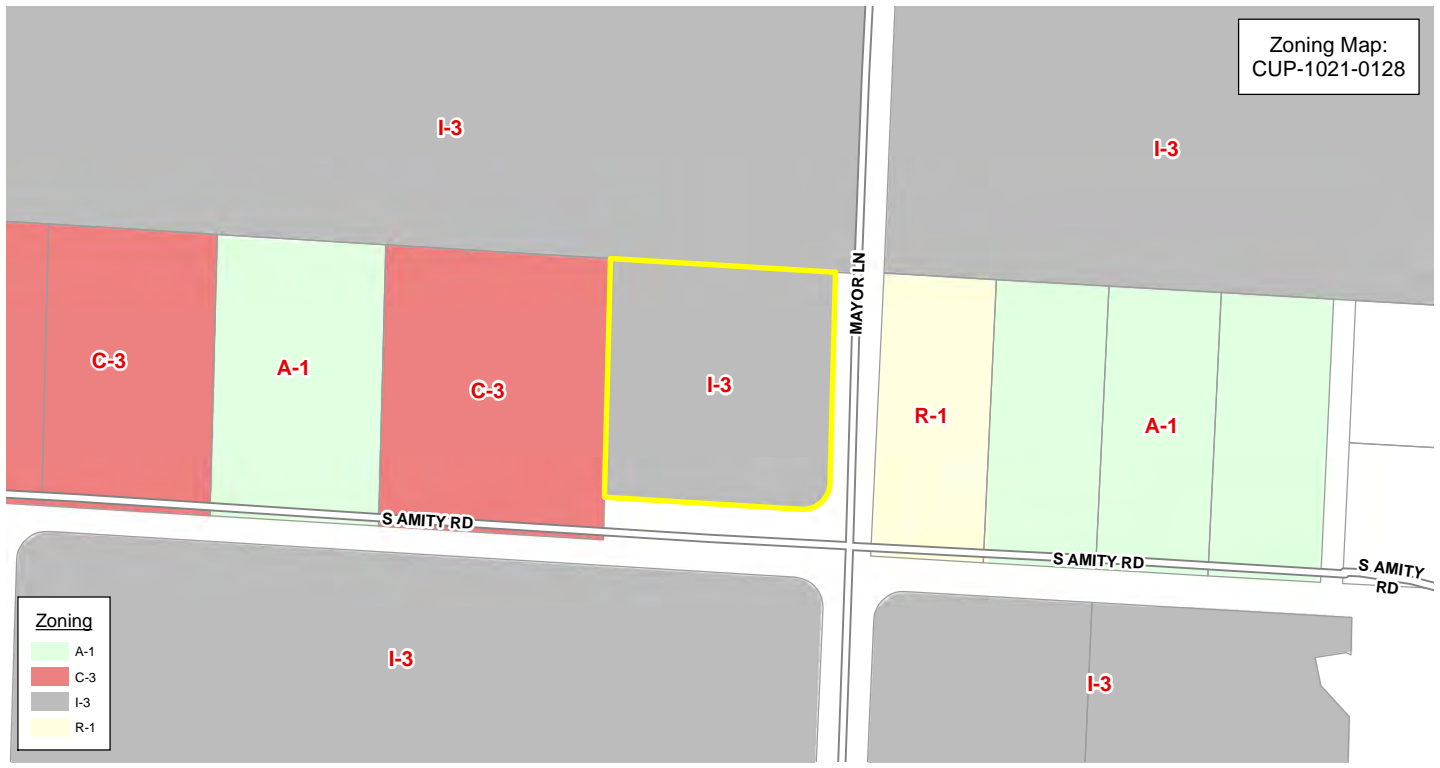 Zoning Map:
CUP-1021-0128
I-3
I-3
MAYOR LN
C-3
A-1
C-3
I-3
R-1
A-1
S AMITY RD
S AMITY RD
S AMITY
RD
I-3
I-3
Zoning
A-1
C-3
I-3
R-1